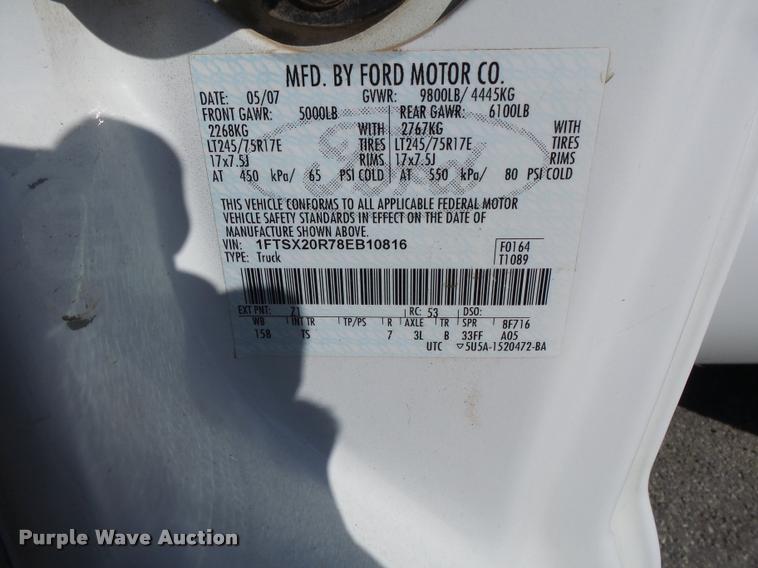 MFD. BY FORD MOTOR CO.
DATE: 05/07 GVWR: 9800LB/ 4445KG
FRONT GAWR: 5000LB REAR GAWR: 6100LB
2268KG WITH 2767KG WITH
LT245/75R17E TIRES LT245/75R17E TIRES
17x7.5J RIMS 17x7.5J RIMS
AT 450 kPa/ 65 PSI COLD AT 550 kPa/ 80 PSI COLD
Ford
THIS VEHICLE CONFORMS TO ALL APPLICABLE FEDERAL MOTOR
VEHICLE SAFETY STANDARDS IN EFFECT ON THE DATE OF
MANUFACTURE SHOWN ABOVE.
VIN: 1FTSX20R78EB10816 F0164
TYPE: Truck T1089
EXT PNT: Z1 RC: 53 DSO:
WB INT TR TP/PS R AXLE TR SPR 8F716
158 TS 7 3L B 33FF A05
UTC ▽5U5A-1520472-BA
Purple Wave Auction